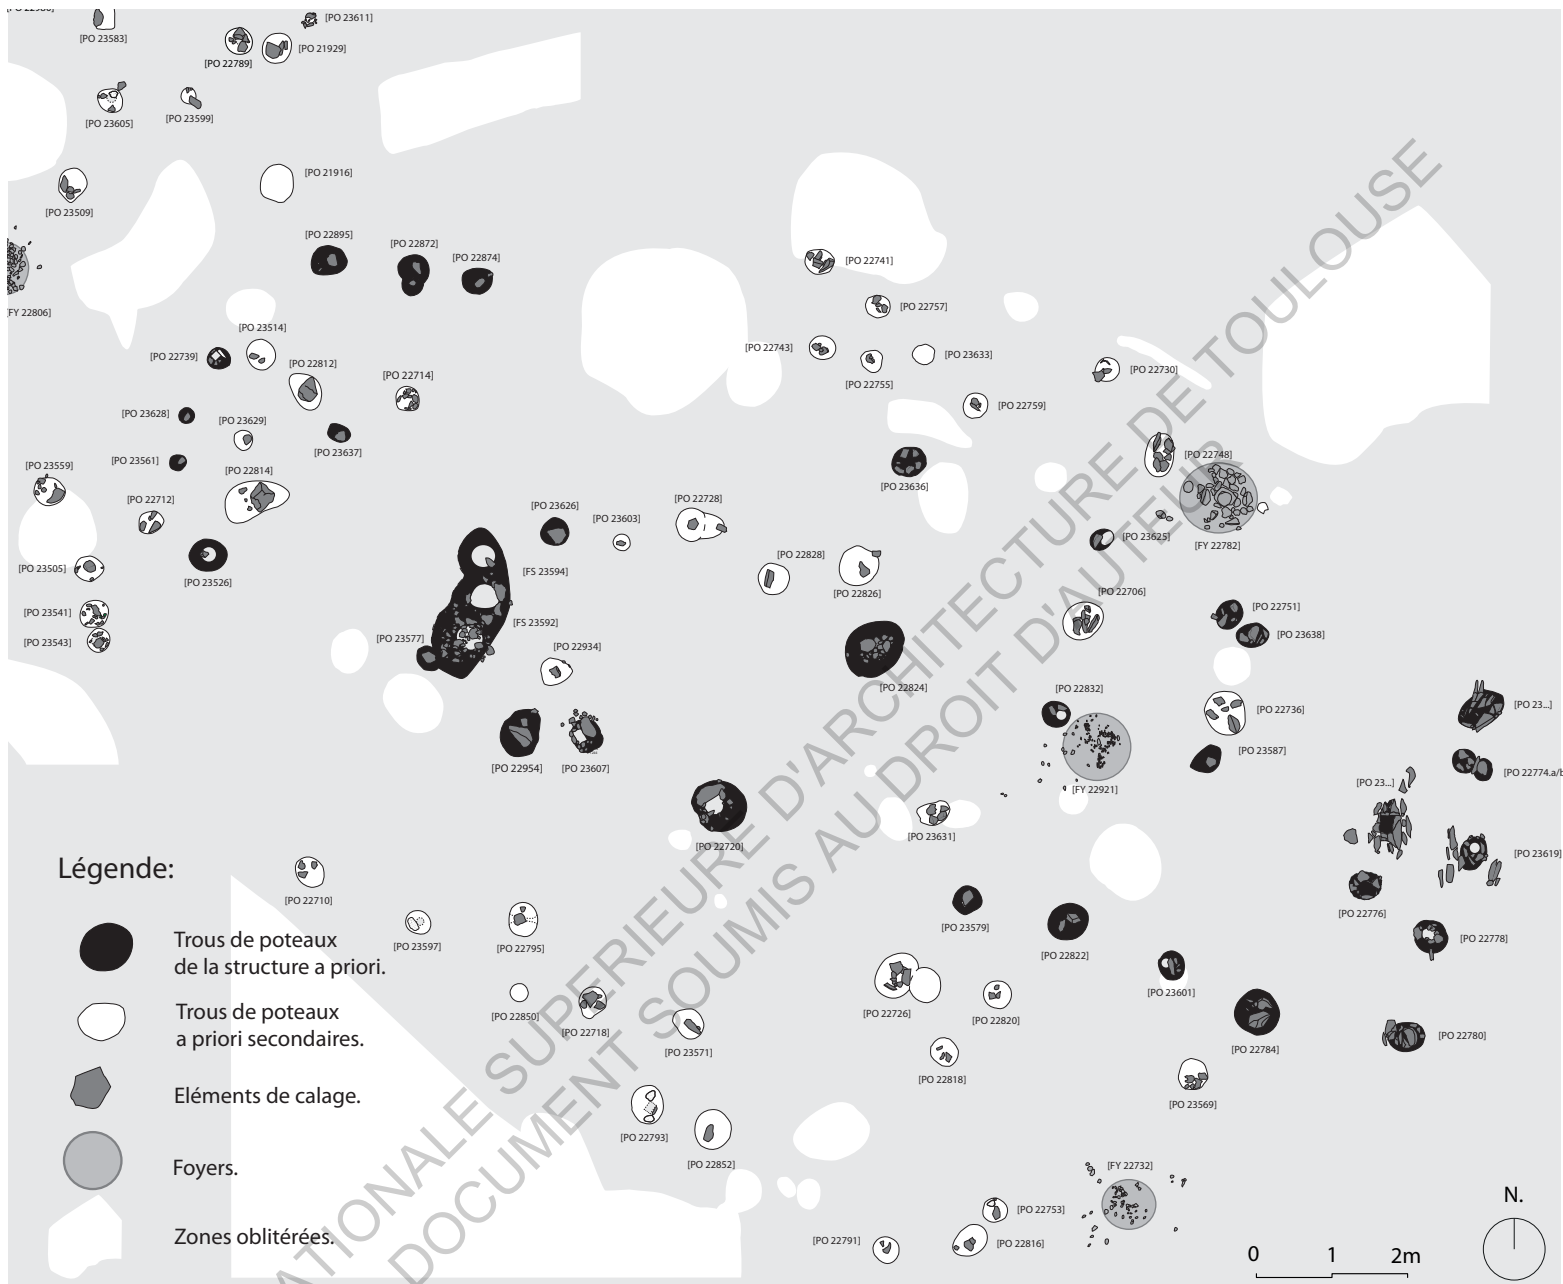 [PO 23583]
[PO 23611]
[PO 21929]
[PO 22789]
[PO 23605]
[PO 23599]
[PO 21916]
[PO 23509]
[PO 22895]
[PO 22872]
[PO 22874]
[PO 22741]
[FY 22806]
[PO 22757]
[PO 23514]
[PO 22739]
[PO 22812]
[PO 22743]
[PO 23633]
[PO 22755]
[PO 22730]
[PO 22714]
[PO 22759]
[PO 23628]
[PO 23629]
[PO 23637]
[PO 23561]
[PO 22814]
[PO 23559]
[PO 22748]
[PO 23636]
[PO 22712]
[PO 22728]
[PO 23626]
[PO 23603]
[PO 23625]
[FY 22782]
[PO 22828]
[PO 23505]
[PO 23526]
[FS 23594]
[PO 22826]
[PO 22706]
[PO 22751]
[PO 23541]
[FS 23592]
[PO 23638]
[PO 23543]
[PO 23577]
[PO 22934]
[PO 22824]
[PO 22832]
[PO 22736]
[PO 23...]
[PO 23587]
[PO 22954]
[PO 23607]
[PO 22774.a/b
[PO 23...]
[FY 22921]
[PO 23631]
[PO 22720]
[PO 23619]
Légende:
[PO 22710]
[PO 22776]
[PO 23579]
[PO 23597]
[PO 22795]
[PO 22822]
[PO 22778]
Trous de poteaux
de la structure a priori.
[PO 23601]
[PO 22850]
[PO 22718]
[PO 22726]
[PO 22820]
Trous de poteaux
a priori secondaires.
[PO 23571]
[PO 22784]
[PO 22780]
[PO 22818]
Eléments de calage.
[PO 23569]
[PO 22793]
[PO 22852]
Foyers.
[FY 22732]
[PO 22753]
Zones oblitérées.
[PO 22791]
[PO 22816]
N.
0 1 2m
ATIONALE SUPERIEURE D'ARCHITECTURE DE TOULOUSE
DOCUMENT SOUMIS AU DROIT D'AUTEUR